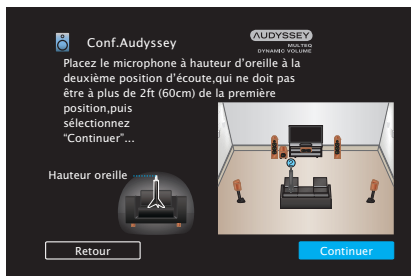 Conf.Audyssey
AUDYSSEY
MULTEQ
DYNAMIC VOLUME
Placez le microphone à hauteur d'oreille à la
deuxième position d'écoute,qui ne doit pas
être à plus de 2ft (60cm) de la première
position,puis
sélectionnez
“Continuer”...
Hauteur oreille
Retour
Continuer